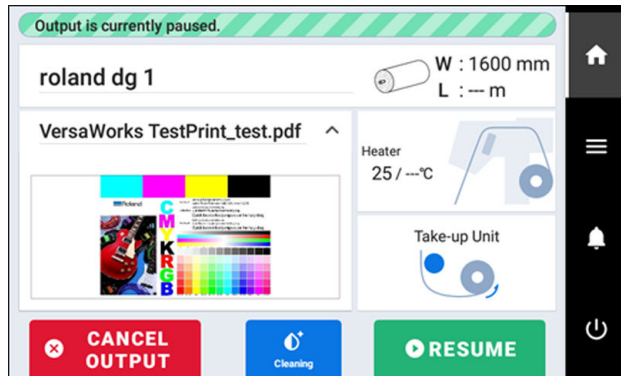 Output is currently paused.
roland dg 1
W : 1600 mm
L : --- m
VersaWorks TestPrint_test.pdf
Heater
25 / ---℃
Roland
C
M
Y
K
R
G
B
Take-up Unit
CANCEL
OUTPUT
Cleaning
RESUME